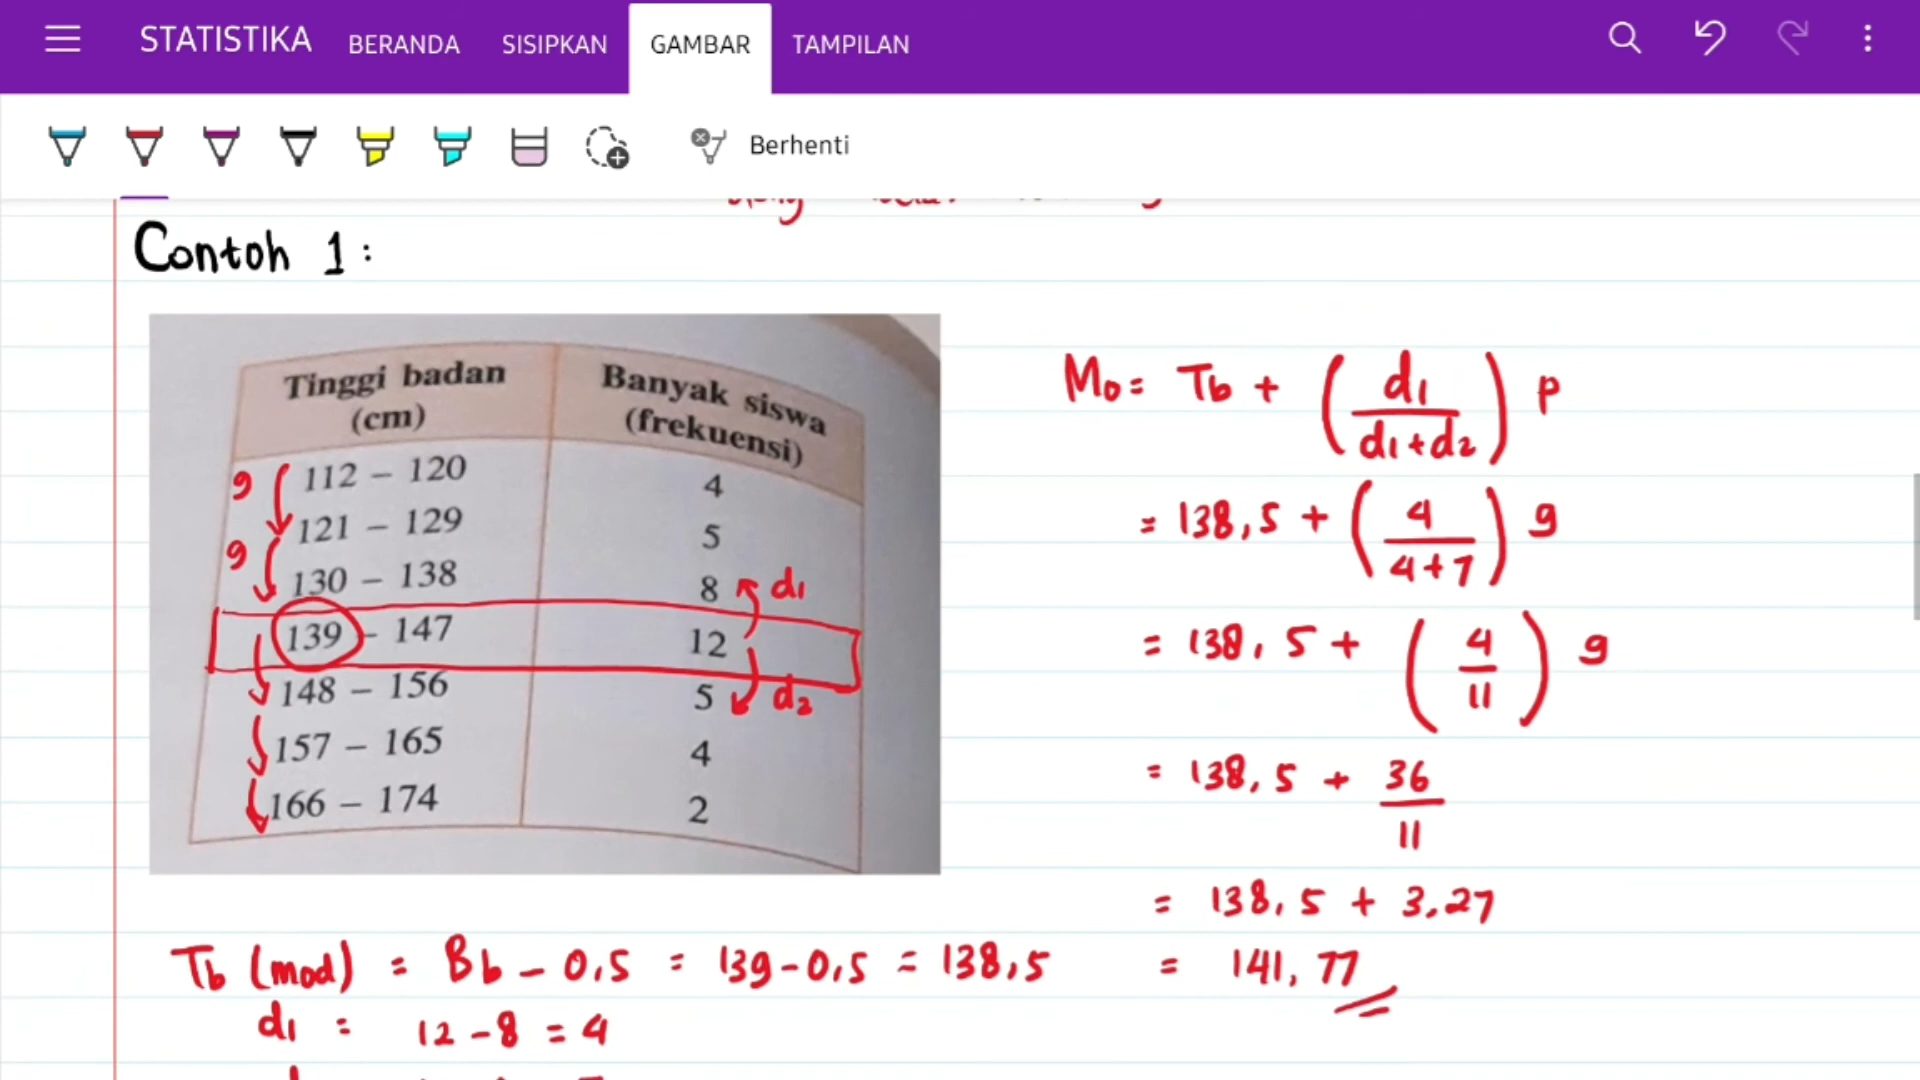 STATISTIKA BERANDA SISIPKAN GAMBAR TAMPILAN
Berhenti
Contoh 1:
Tinggi badan (cm) Banyak siswa (frekuensi)
9 112 – 120 4
121 – 129 5
9 130 – 138 8 d1
139 – 147 12
148 – 156 5 d2
157 – 165 4
166 – 174 2
Mo = Tb + (d1/d1+d2) p
= 138,5 + (4/4+7) 9
= 138,5 + (4/11) 9
= 138,5 + 36/11
= 138,5 + 3.27
= 141,77
Tb (mod) = Bb - 0,5 = 139-0,5 = 138,5
d1 = 12-8 = 4